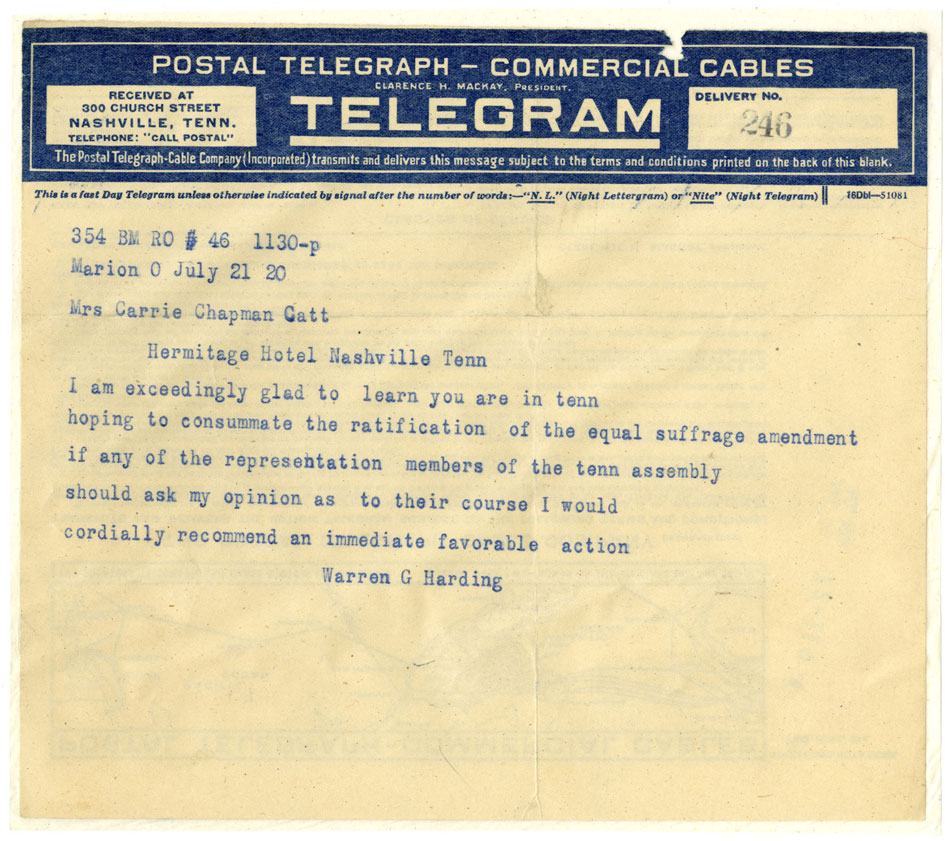 POSTAL TELEGRAPH – COMMERCIAL CABLES
CLARENCE H. MACKAY, PRESIDENT.
RECEIVED AT
300 CHURCH STREET
NASHVILLE, TENN.
TELEPHONE: "CALL POSTAL"
TELEGRAM
DELIVERY NO.
246
The Postal Telegraph-Cable Company (Incorporated) transmits and delivers this message subject to the terms and conditions printed on the back of this blank.
This is a fast Day Telegram unless otherwise indicated by signal after the number of words:—"N. L." (Night Lettergram) or "Nite" (Night Telegram)
16Dbl—51081
354 BM RO # 46 1130-p
Marion O July 21 20
Mrs Carrie Chapman Catt
Hermitage Hotel Nashville Tenn
I am exceedingly glad to learn you are in tenn
hoping to consummate the ratification of the equal suffrage amendment
if any of the representation members of the tenn assembly
should ask my opinion as to their course I would
cordially recommend an immediate favorable action
Warren G Harding